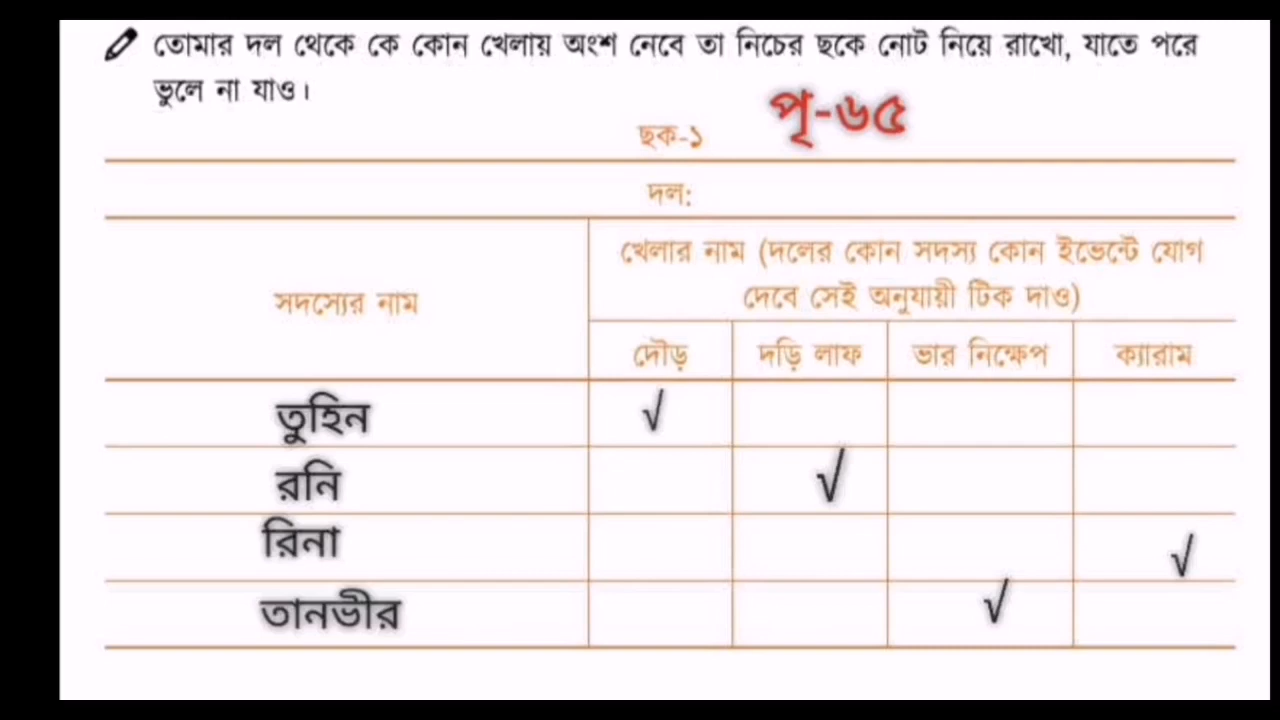 তোমার দল থেকে কে কোন খেলায় অংশ নেবে তা নিচের ছকে নোট নিয়ে রাখো, যাতে পরে
ভুলে না যাও।
পৃ-৬৫
ছক-১
দল:
খেলার নাম (দলের কোন সদস্য কোন ইভেন্টে যোগ
দেবে সেই অনুযায়ী টিক দাও)
সদস্যের নাম
দৌড় দড়ি লাফ ভার নিক্ষেপ ক্যারাম
তুহিন √
রনি √
রিনা √
তানভীর √